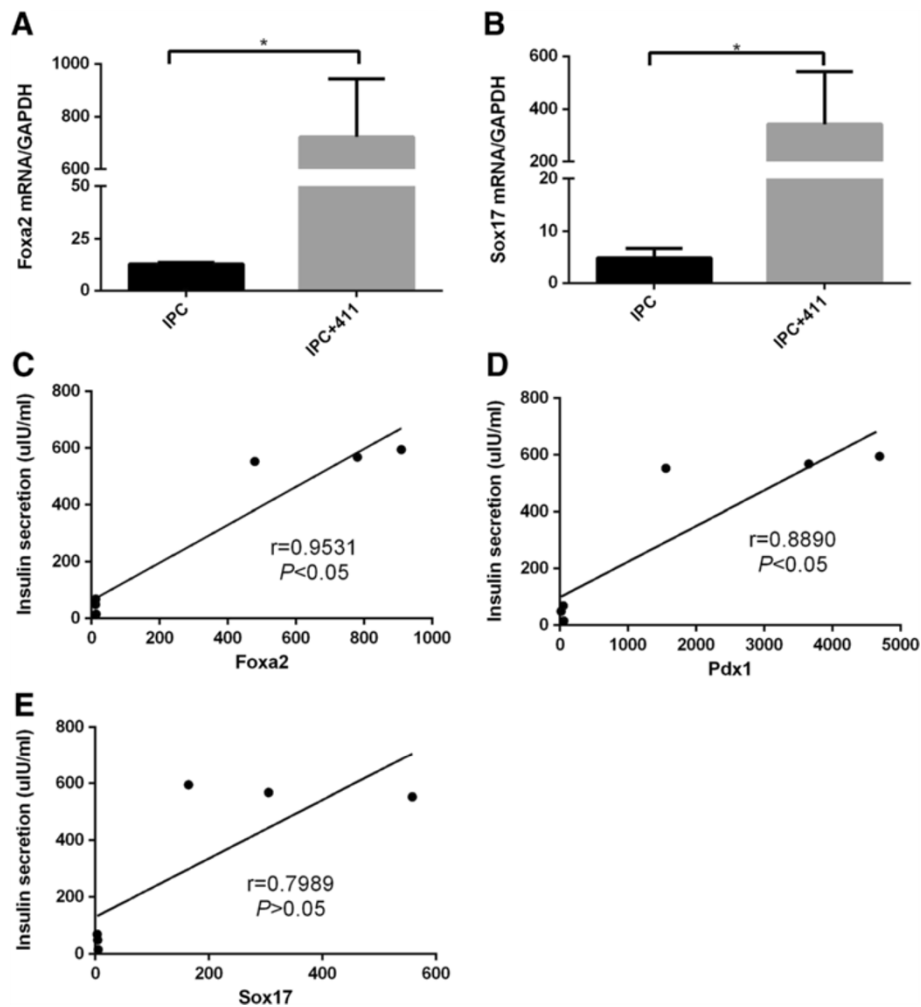 A
*
Foxa2 mRNA/GAPDH
1000
800
600
50
25
0
IPC
IPC+411
B
*
Sox17 mRNA/GAPDH
600
400
200
20
10
0
IPC
IPC+411
C
Insulin secretion (uIU/ml)
800
600
400
200
0
r=0.9531
P<0.05
0 200 400 600 800 1000
Foxa2
D
Insulin secretion (uIU/ml)
800
600
400
200
0
r=0.8890
P<0.05
0 1000 2000 3000 4000 5000
Pdx1
E
Insulin secretion (uIU/ml)
800
600
400
200
0
r=0.7989
P>0.05
0 200 400 600
Sox17